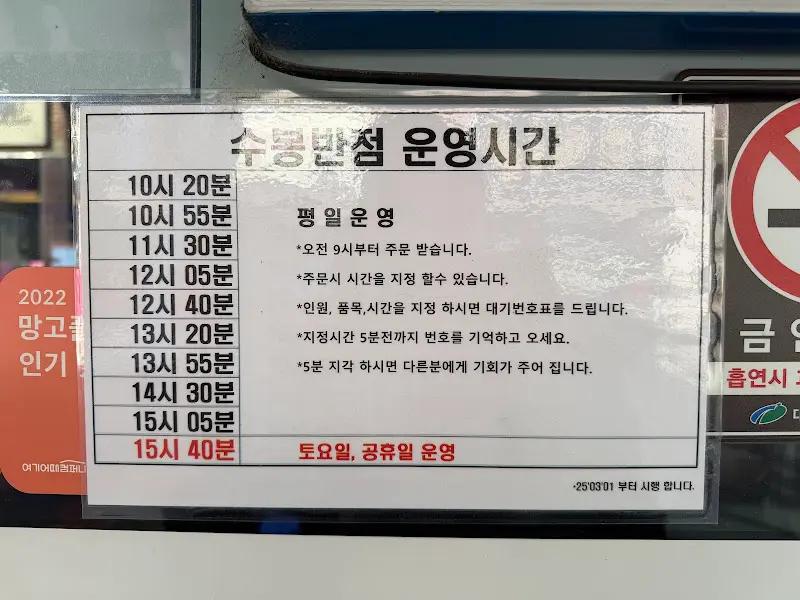 수봉반점 운영시간
10시 20분
10시 55분
평일운영
11시 30분
*오전 9시부터 주문 받습니다.
12시 05분
*주문시 시간을 지정 할수 있습니다.
12시 40분
*인원, 품목,시간을 지정 하시면 대기번호표를 드립니다.
13시 20분
*지정시간 5분전까지 번호를 기억하고 오세요.
13시 55분
*5분 지각 하시면 다른분에게 기회가 주어 집니다.
14시 30분
15시 05분
15시 40분
토요일, 공휴일 운영
·25'03'01 부터 시행 합니다.
2022
망고플
인기
여기어때컴퍼니
금
흡연시